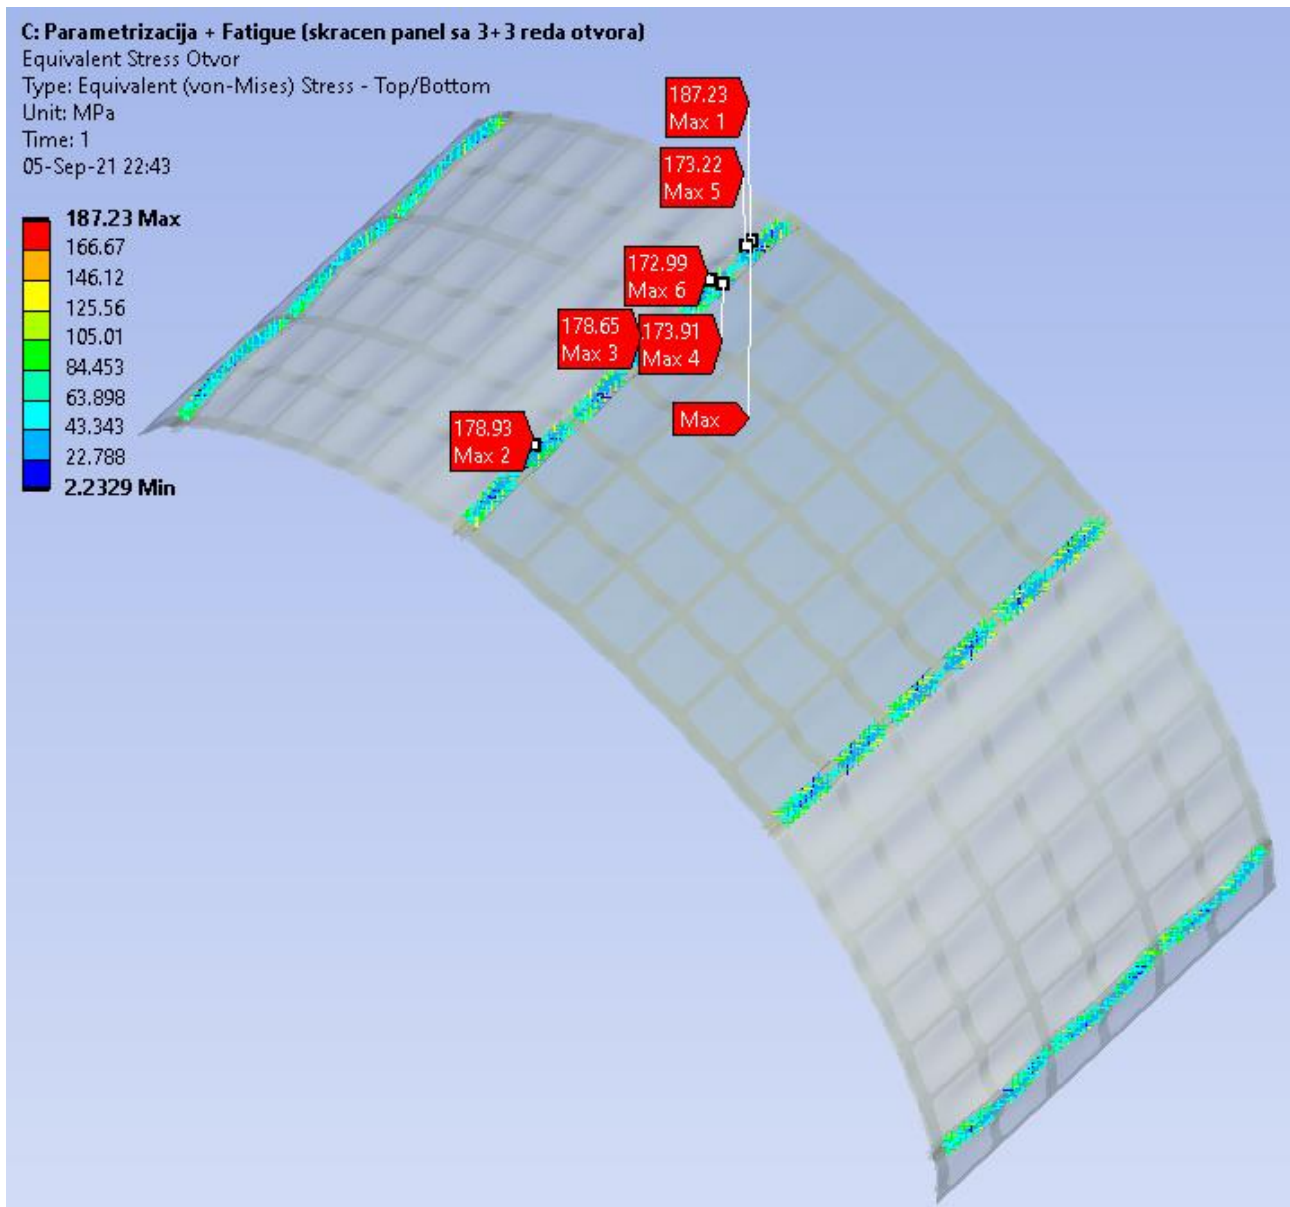 C: Parametrizacija + Fatigue (skracen panel sa 3+3 reda otvora)
Equivalent Stress Otvor
Type: Equivalent (von-Mises) Stress - Top/Bottom
Unit: MPa
Time: 1
05-Sep-21 22:43
187.23 Max
166.67
146.12
125.56
105.01
84.453
63.898
43.343
22.788
2.2329 Min
187.23
Max 1
173.22
Max 5
172.99
Max 6
178.65
Max 3
173.91
Max 4
Max
178.93
Max 2